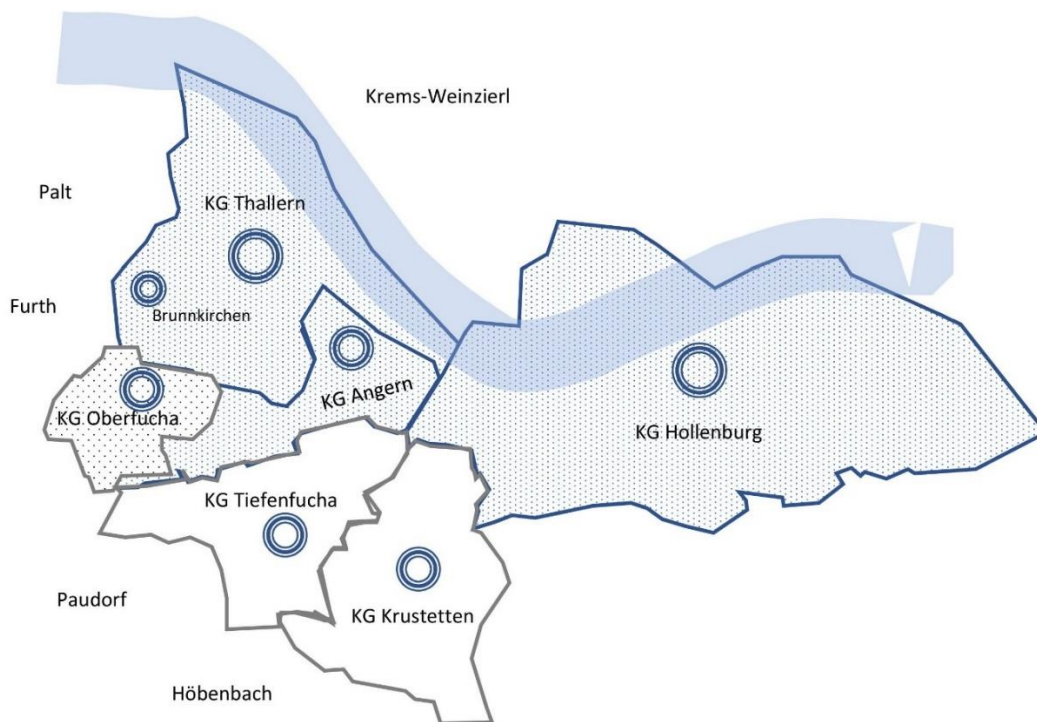 Krems-Weinzierl
Palt
KG Thallern
Furth
Brunnkirchen
KG Angern
KG Oberfucha
KG Hollenburg
KG Tiefenfucha
Paudorf
KG Krustetten
Höbenbach